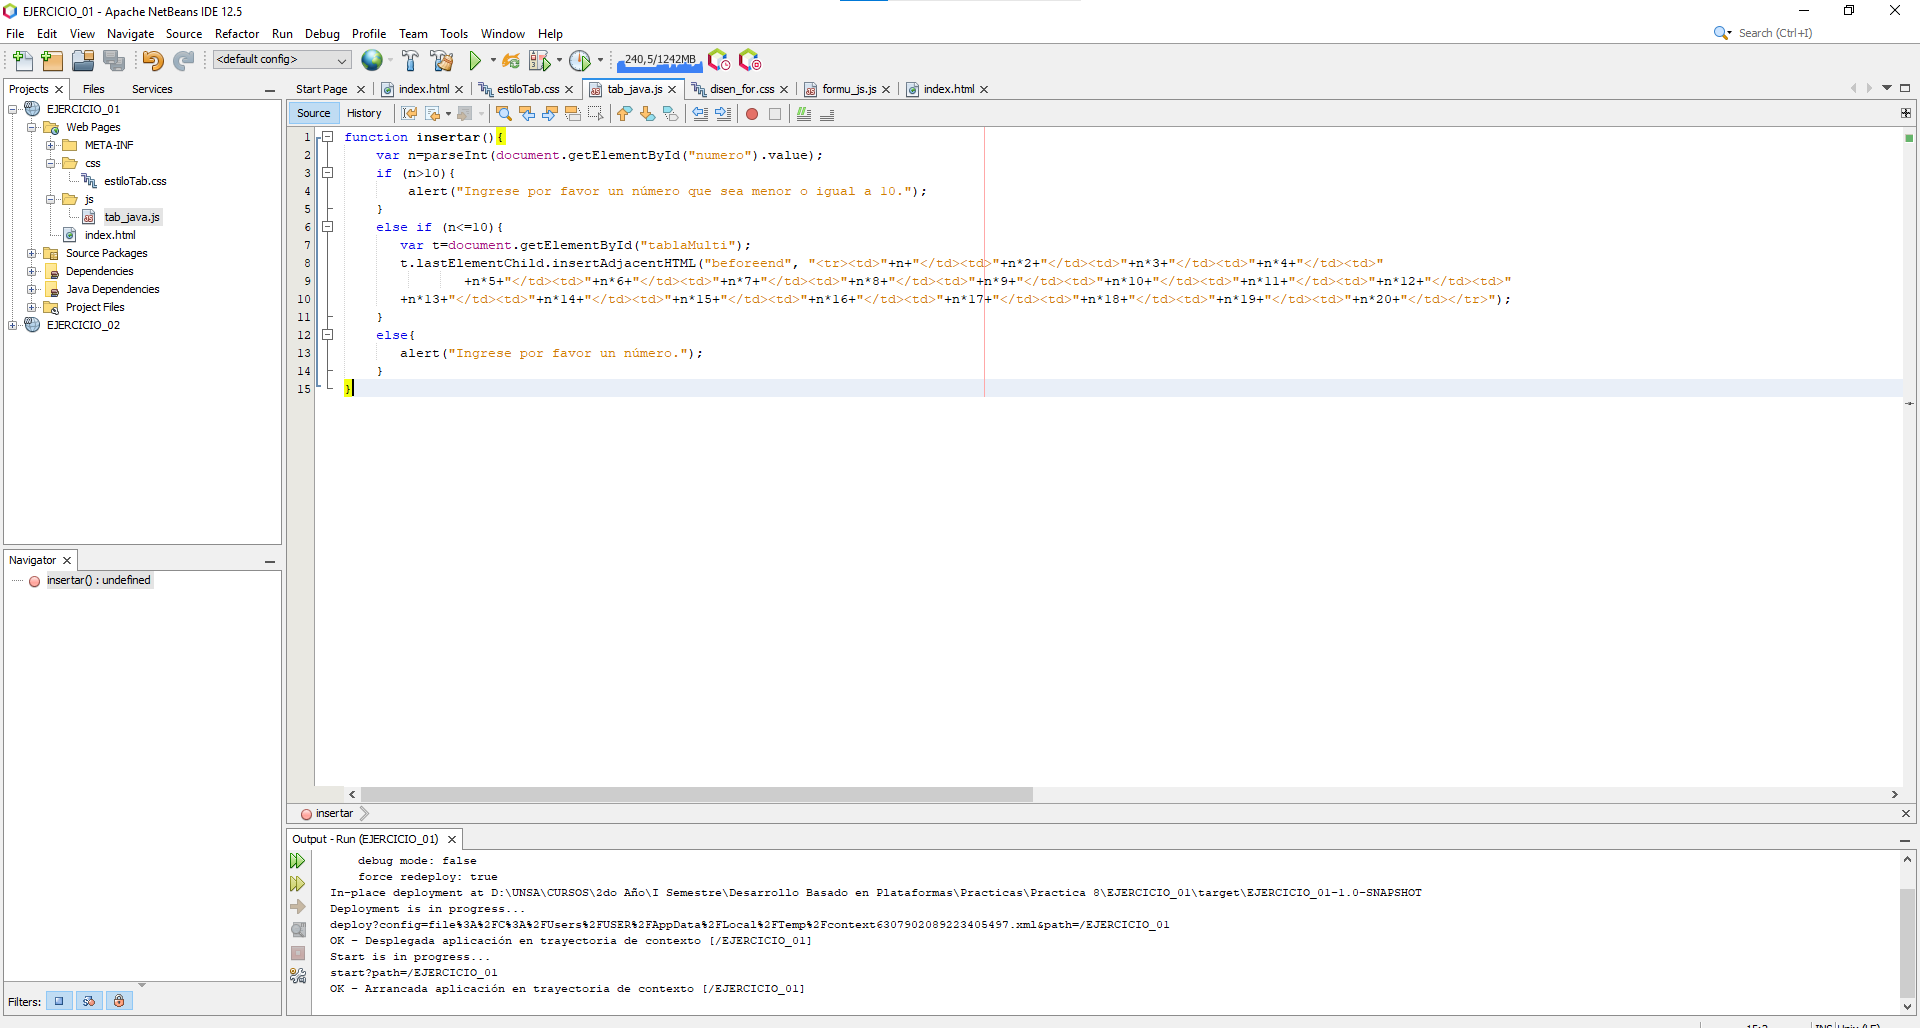 EJERCICIO_01 - Apache NetBeans IDE 12.5
File Edit View Navigate Source Refactor Run Debug Profile Team Tools Window Help
Search (Ctrl+I)
<default config>
240,5/1242MB
Projects Files Services
EJERCICIO_01
Web Pages
META-INF
css
estiloTab.css
js
tab_java.js
index.html
Source Packages
Dependencies
Java Dependencies
Project Files
EJERCICIO_02
Navigator
insertar() : undefined
Filters:
Start Page index.html estiloTab.css tab_java.js disen_for.css formu_js.js index.html
Source History
1 function insertar(){
2 var n=parseInt(document.getElementById("numero").value);
3 if (n>10){
4 alert("Ingrese por favor un número que sea menor o igual a 10.");
5 }
6 else if (n<=10){
7 var t=document.getElementById("tablaMulti");
8 t.lastElementChild.insertAdjacentHTML("beforeend", "<tr><td>"+n+"</td><td>"+n*2+"</td><td>"+n*3+"</td><td>"+n*4+"</td><td>"
9 +n*5+"</td><td>"+n*6+"</td><td>"+n*7+"</td><td>"+n*8+"</td><td>"+n*9+"</td><td>"+n*10+"</td><td>"+n*11+"</td><td>"+n*12+"</td><td>"
10 +n*13+"</td><td>"+n*14+"</td><td>"+n*15+"</td><td>"+n*16+"</td><td>"+n*17+"</td><td>"+n*18+"</td><td>"+n*19+"</td><td>"+n*20+"</td></tr>");
11 }
12 else{
13 alert("Ingrese por favor un número.");
14 }
15 }
insertar
Output - Run (EJERCICIO_01)
debug mode: false
force redeploy: true
In-place deployment at D:\UNSA\CURSOS\2do Año\I Semestre\Desarrollo Basado en Plataformas\Practicas\Practica 8\EJERCICIO_01\target\EJERCICIO_01-1.0-SNAPSHOT
Deployment is in progress...
deploy?config=file%3A%2FC%3A%2FUsers%2FUSER%2FAppData%2FLocal%2FTemp%2Fcontext6307902089223405497.xml&path=/EJERCICIO_01
OK - Desplegada aplicación en trayectoria de contexto [/EJERCICIO_01]
Start is in progress...
start?path=/EJERCICIO_01
OK - Arrancada aplicación en trayectoria de contexto [/EJERCICIO_01]